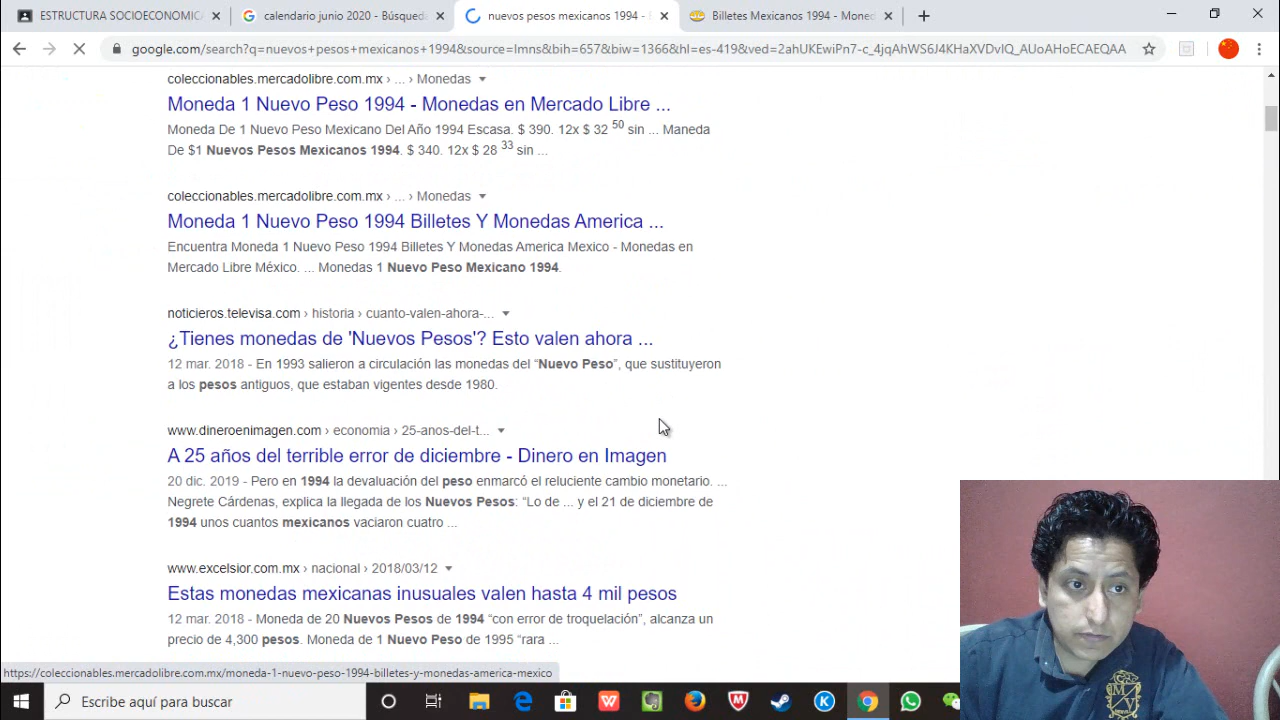 ESTRUCTURA SOCIOECONOMICA
calendario junio 2020 - Búsqued
nuevos pesos mexicanos 1994 -
Billetes Mexicanos 1994 - Moned
google.com/search?q=nuevos+pesos+mexicanos+1994&source=lnms&bih=657&biw=1366&hl=es-419&ved=2ahUKEwiPn7-c_4jqAhWS6J4KHaXVDvIQ_AUoAHoECAEQAA
coleccionables.mercadolibre.com.mx › ... › Monedas
Moneda 1 Nuevo Peso 1994 - Monedas en Mercado Libre ...
Moneda De 1 Nuevo Peso Mexicano Del Año 1994 Escasa. $ 390. 12x $ 32 50 sin ... Maneda
De $1 Nuevos Pesos Mexicanos 1994. $ 340. 12x $ 28 33 sin ...
coleccionables.mercadolibre.com.mx › ... › Monedas
Moneda 1 Nuevo Peso 1994 Billetes Y Monedas America ...
Encuentra Moneda 1 Nuevo Peso 1994 Billetes Y Monedas America Mexico - Monedas en
Mercado Libre México. ... Monedas 1 Nuevo Peso Mexicano 1994.
noticieros.televisa.com › historia › cuanto-valen-ahora-...
¿Tienes monedas de 'Nuevos Pesos'? Esto valen ahora ...
12 mar. 2018 - En 1993 salieron a circulación las monedas del “Nuevo Peso”, que sustituyeron
a los pesos antiguos, que estaban vigentes desde 1980.
www.dineroenimagen.com › economia › 25-anos-del-t...
A 25 años del terrible error de diciembre - Dinero en Imagen
20 dic. 2019 - Pero en 1994 la devaluación del peso enmarcó el reluciente cambio monetario. ...
Negrete Cárdenas, explica la llegada de los Nuevos Pesos: “Lo de ... y el 21 de diciembre de
1994 unos cuantos mexicanos vaciaron cuatro ...
www.excelsior.com.mx › nacional › 2018/03/12
Estas monedas mexicanas inusuales valen hasta 4 mil pesos
12 mar. 2018 - Moneda de 20 Nuevos Pesos de 1994 “con error de troquelación”, alcanza un
precio de 4,300 pesos. Moneda de 1 Nuevo Peso de 1995 “rara ...
https://coleccionables.mercadolibre.com.mx/moneda-1-nuevo-peso-1994-billetes-y-monedas-america-mexico
Escribe aquí para buscar